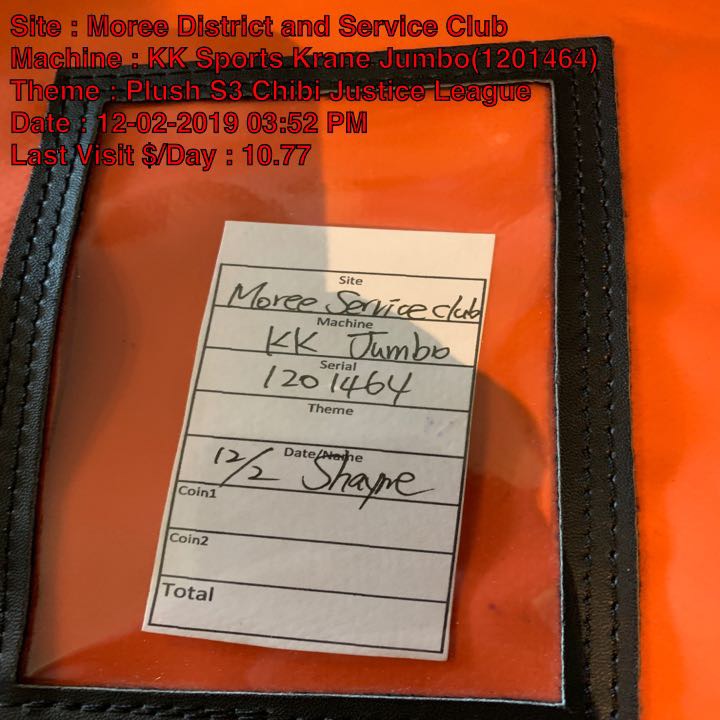 Site : Moree District and Service Club
Machine : KK Sports Krane Jumbo(1201464)
Theme : Plush S3 Chibi Justice League
Date : 12-02-2019 03:52 PM
Last Visit $/Day : 10.77
Site
Moree Service club
Machine
KK Jumbo
Serial
1201464
Theme
Date/Name
12/2 Shayne
Coin1
Coin2
Total